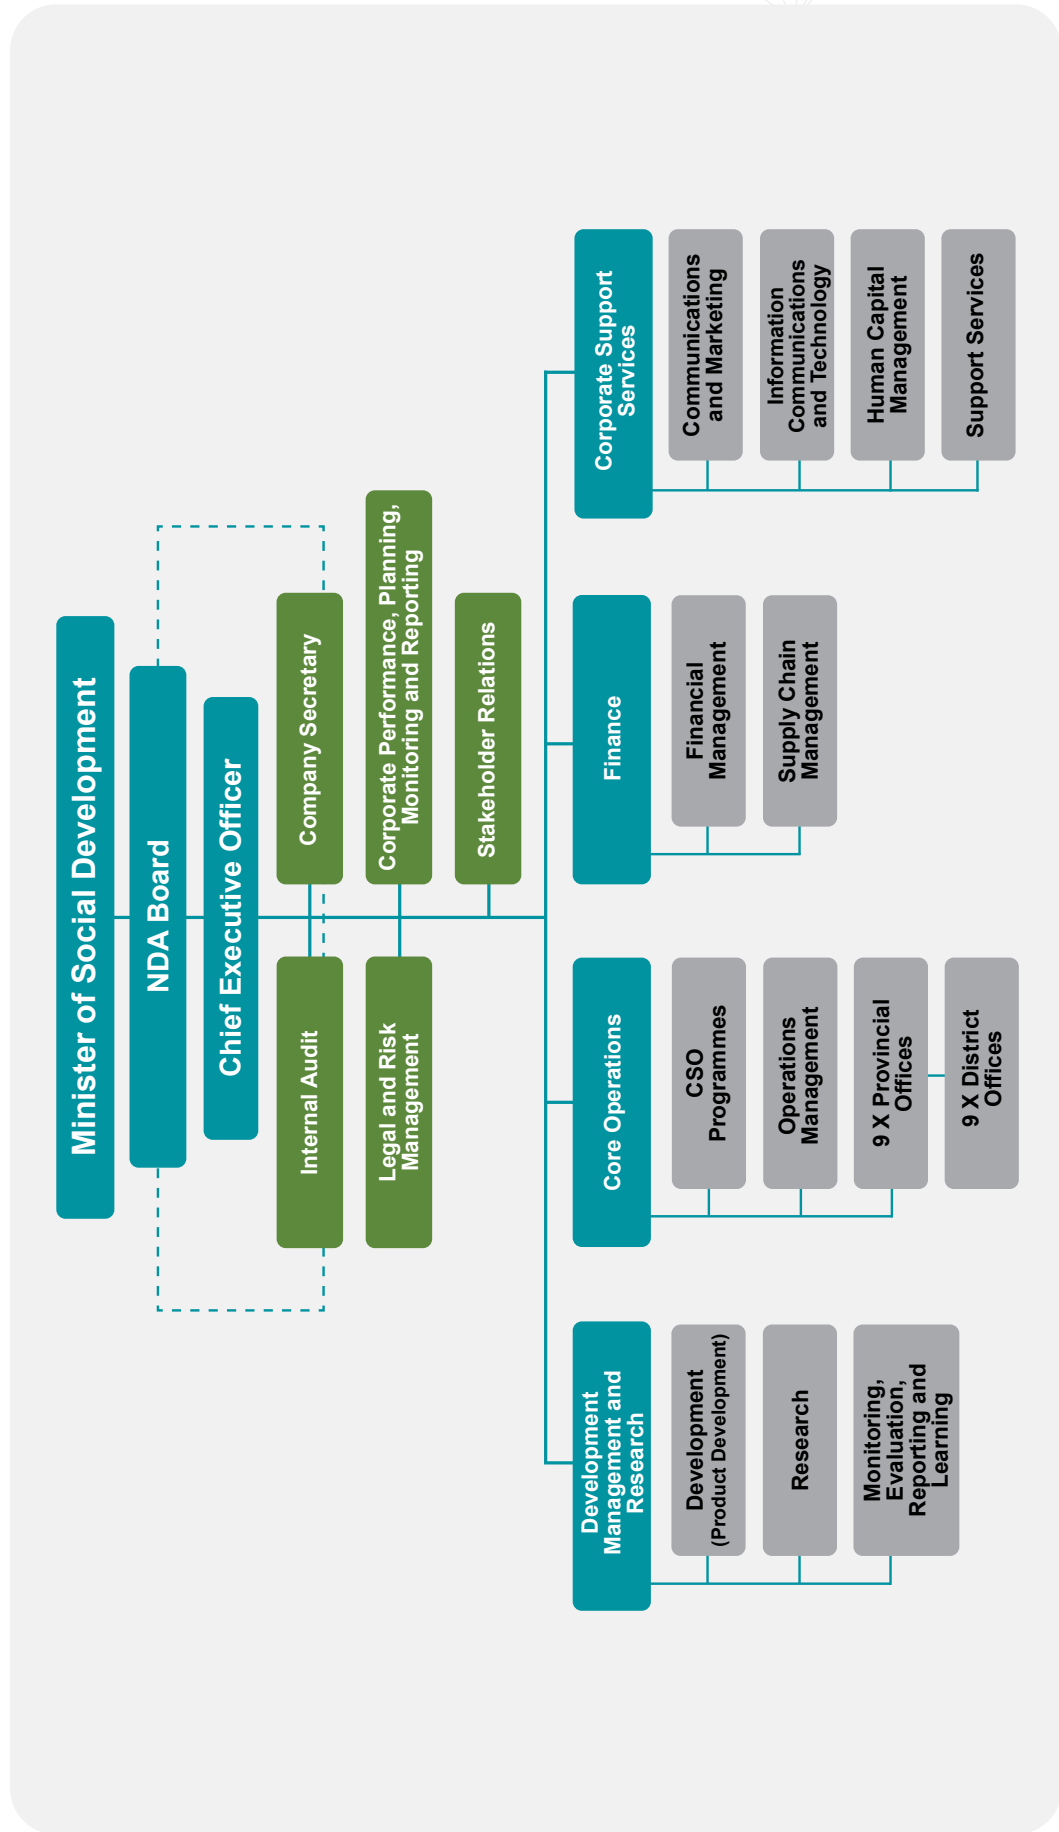 Minister of Social Development
NDA Board
Chief Executive Officer
Internal Audit
Company Secretary
Legal and Risk
Management
Corporate Performance, Planning,
Monitoring and Reporting
Stakeholder Relations
Development
Management and
Research
Development
(Product Development)
Research
Monitoring,
Evaluation,
Reporting and
Learning
Core Operations
CSO
Programmes
Operations
Management
9 X Provincial
Offices
9 X District
Offices
Finance
Financial
Management
Supply Chain
Management
Corporate Support
Services
Communications
and Marketing
Information
Communications
and Technology
Human Capital
Management
Support Services